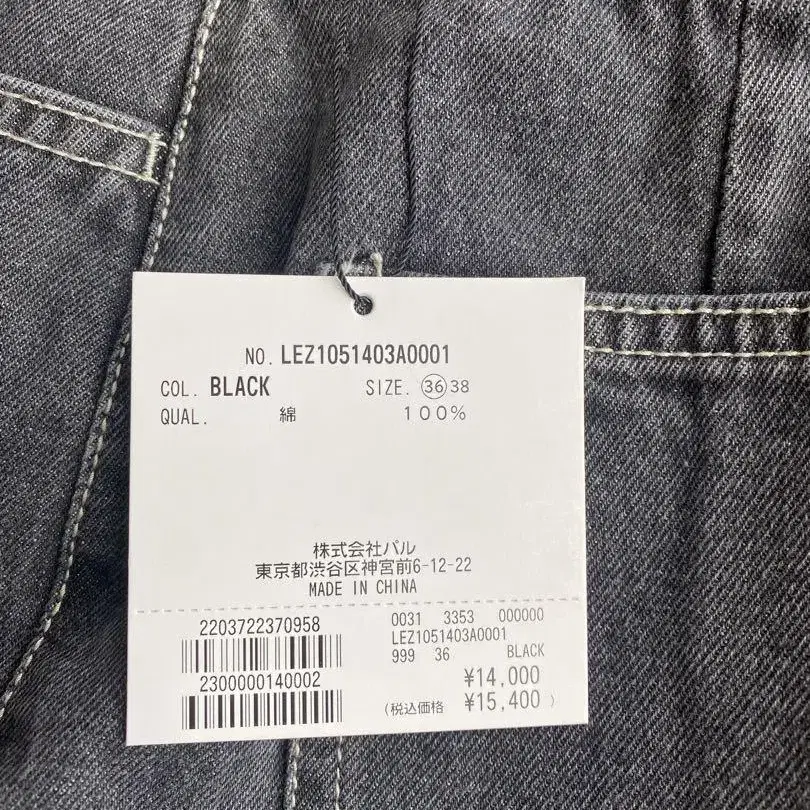 NO. LEZ1051403A0001
COL. BLACK SIZE. 36 38
QUAL. 綿 100%
株式会社パル
東京都渋谷区神宮前6-12-22
MADE IN CHINA
2203722370958
2300000140002
0031 3353 000000
LEZ1051403A0001
999 36 BLACK
¥14,000
(税込価格 ¥15,400 )